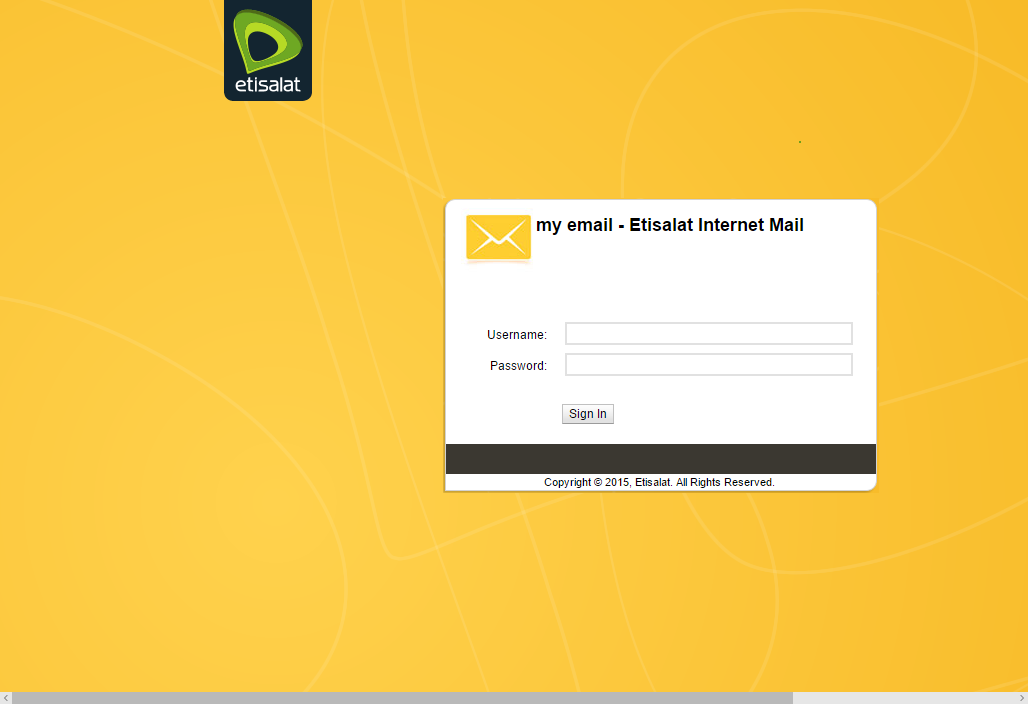 etisalat
my email - Etisalat Internet Mail
Username:
Password:
Sign In
Copyright © 2015, Etisalat. All Rights Reserved.